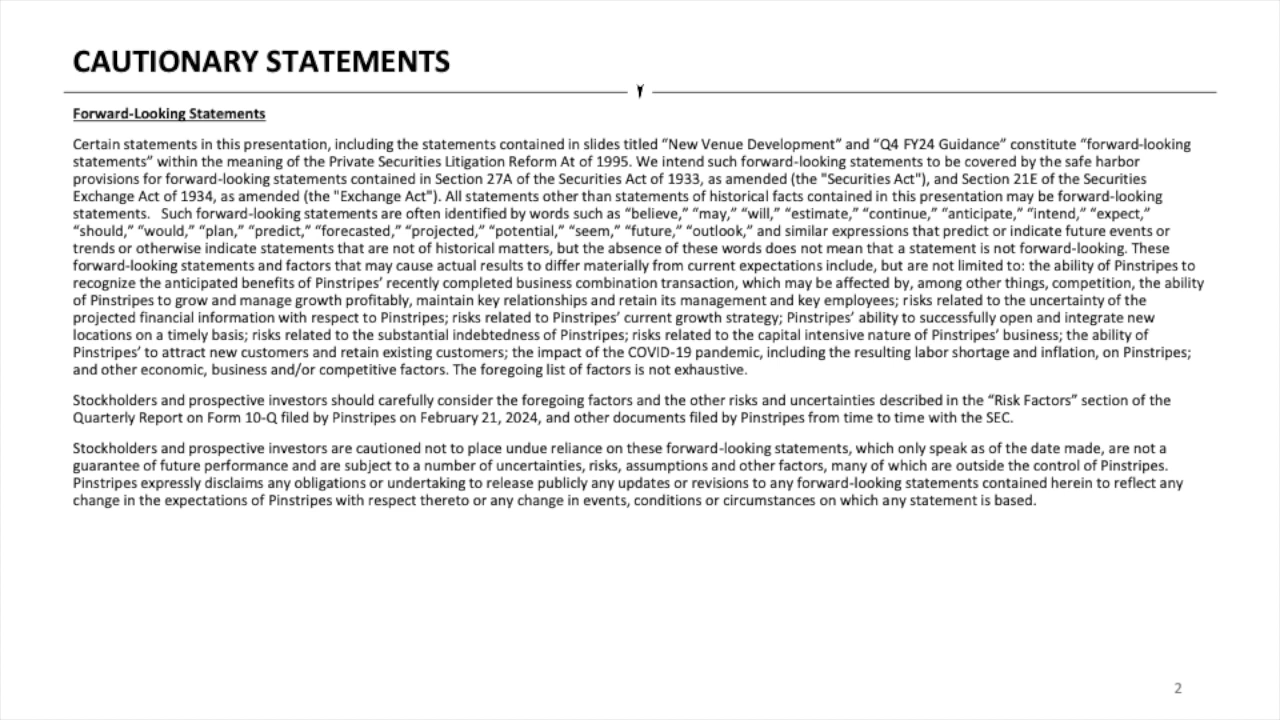 CAUTIONARY STATEMENTS
Forward-Looking Statements
Certain statements in this presentation, including the statements contained in slides titled “New Venue Development” and “Q4 FY24 Guidance” constitute “forward-looking
statements” within the meaning of the Private Securities Litigation Reform At of 1995. We intend such forward-looking statements to be covered by the safe harbor
provisions for forward-looking statements contained in Section 27A of the Securities Act of 1933, as amended (the "Securities Act"), and Section 21E of the Securities
Exchange Act of 1934, as amended (the "Exchange Act"). All statements other than statements of historical facts contained in this presentation may be forward-looking
statements.   Such forward-looking statements are often identified by words such as “believe,” “may,” “will,” “estimate,” “continue,” “anticipate,” “intend,” “expect,”
“should,” “would,” “plan,” “predict,” “forecasted,” “projected,” “potential,” “seem,” “future,” “outlook,” and similar expressions that predict or indicate future events or
trends or otherwise indicate statements that are not of historical matters, but the absence of these words does not mean that a statement is not forward-looking. These
forward-looking statements and factors that may cause actual results to differ materially from current expectations include, but are not limited to: the ability of Pinstripes to
recognize the anticipated benefits of Pinstripes’ recently completed business combination transaction, which may be affected by, among other things, competition, the ability
of Pinstripes to grow and manage growth profitably, maintain key relationships and retain its management and key employees; risks related to the uncertainty of the
projected financial information with respect to Pinstripes; risks related to Pinstripes’ current growth strategy; Pinstripes’ ability to successfully open and integrate new
locations on a timely basis; risks related to the substantial indebtedness of Pinstripes; risks related to the capital intensive nature of Pinstripes’ business; the ability of
Pinstripes’ to attract new customers and retain existing customers; the impact of the COVID-19 pandemic, including the resulting labor shortage and inflation, on Pinstripes;
and other economic, business and/or competitive factors. The foregoing list of factors is not exhaustive.
Stockholders and prospective investors should carefully consider the foregoing factors and the other risks and uncertainties described in the “Risk Factors” section of the
Quarterly Report on Form 10-Q filed by Pinstripes on February 21, 2024, and other documents filed by Pinstripes from time to time with the SEC.
Stockholders and prospective investors are cautioned not to place undue reliance on these forward-looking statements, which only speak as of the date made, are not a
guarantee of future performance and are subject to a number of uncertainties, risks, assumptions and other factors, many of which are outside the control of Pinstripes.
Pinstripes expressly disclaims any obligations or undertaking to release publicly any updates or revisions to any forward-looking statements contained herein to reflect any
change in the expectations of Pinstripes with respect thereto or any change in events, conditions or circumstances on which any statement is based.
2